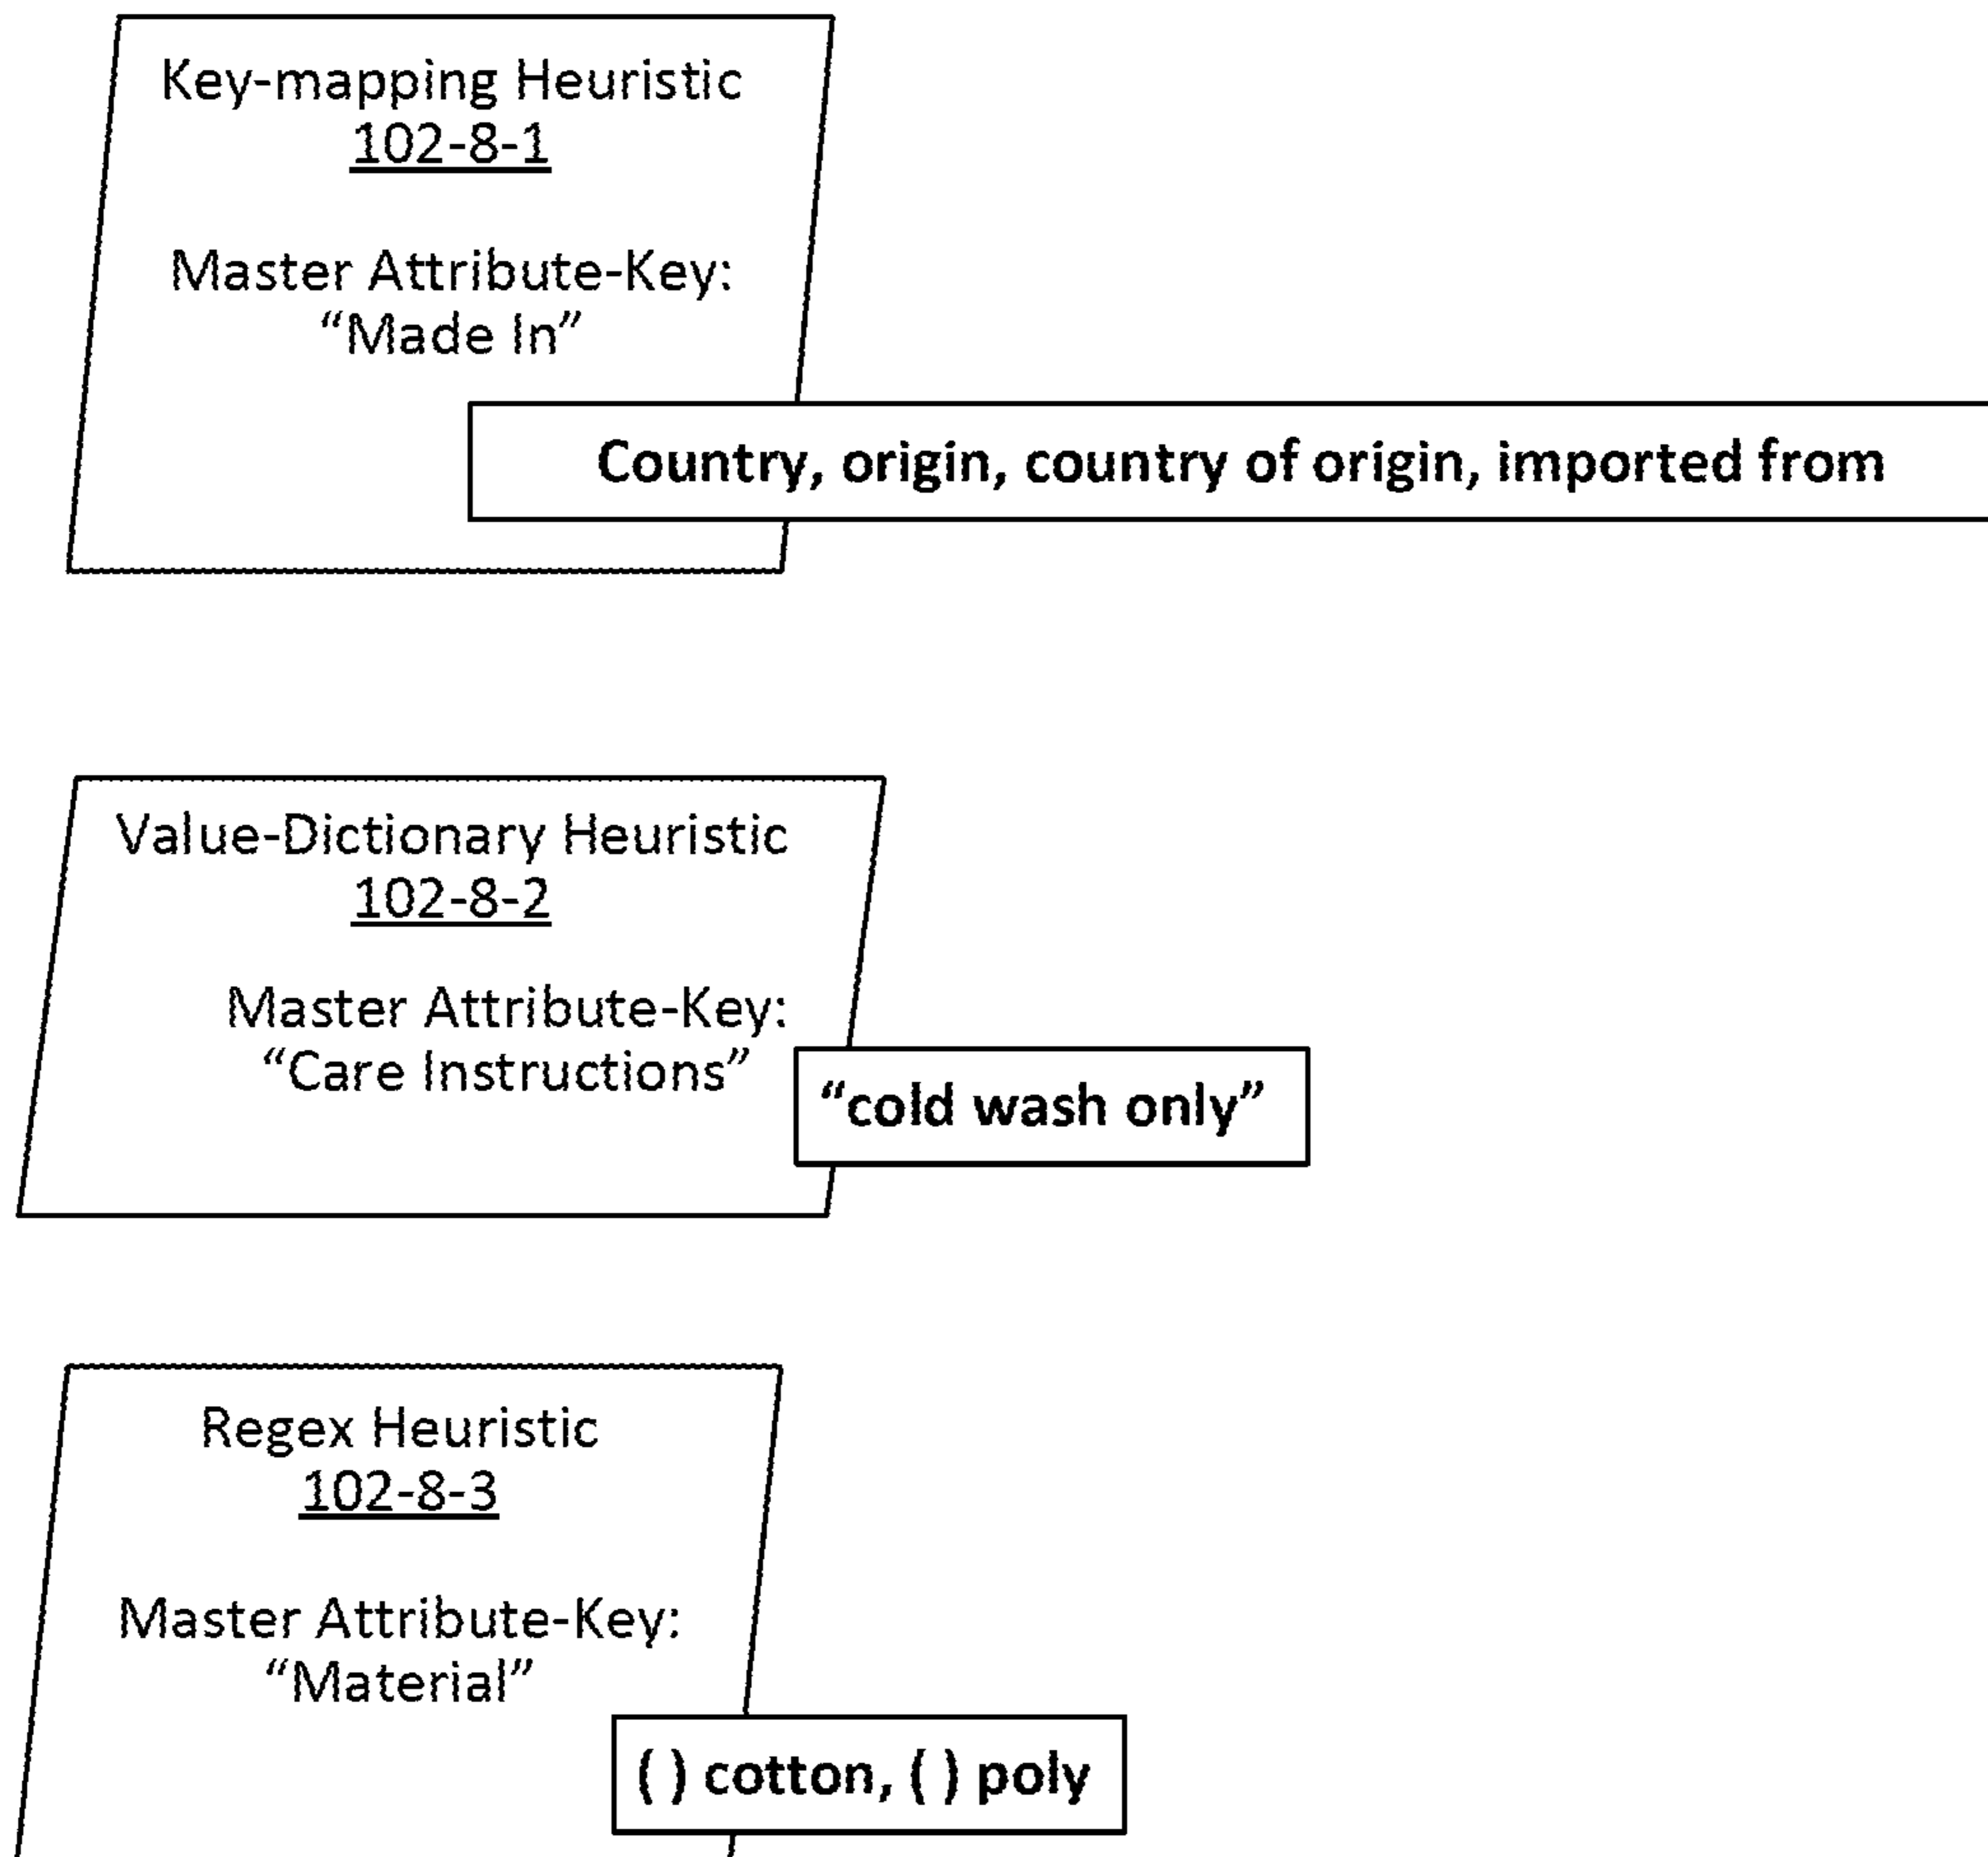 Key-mapping Heuristic
102-8-1
Master Attribute-Key:
“Made In”
Country, origin, country of origin, imported from
Value-Dictionary Heuristic
102-8-2
Master Attribute-Key:
“Care Instructions”
“cold wash only”
Regex Heuristic
102-8-3
Master Attribute-Key:
“Material”
( ) cotton, ( ) poly